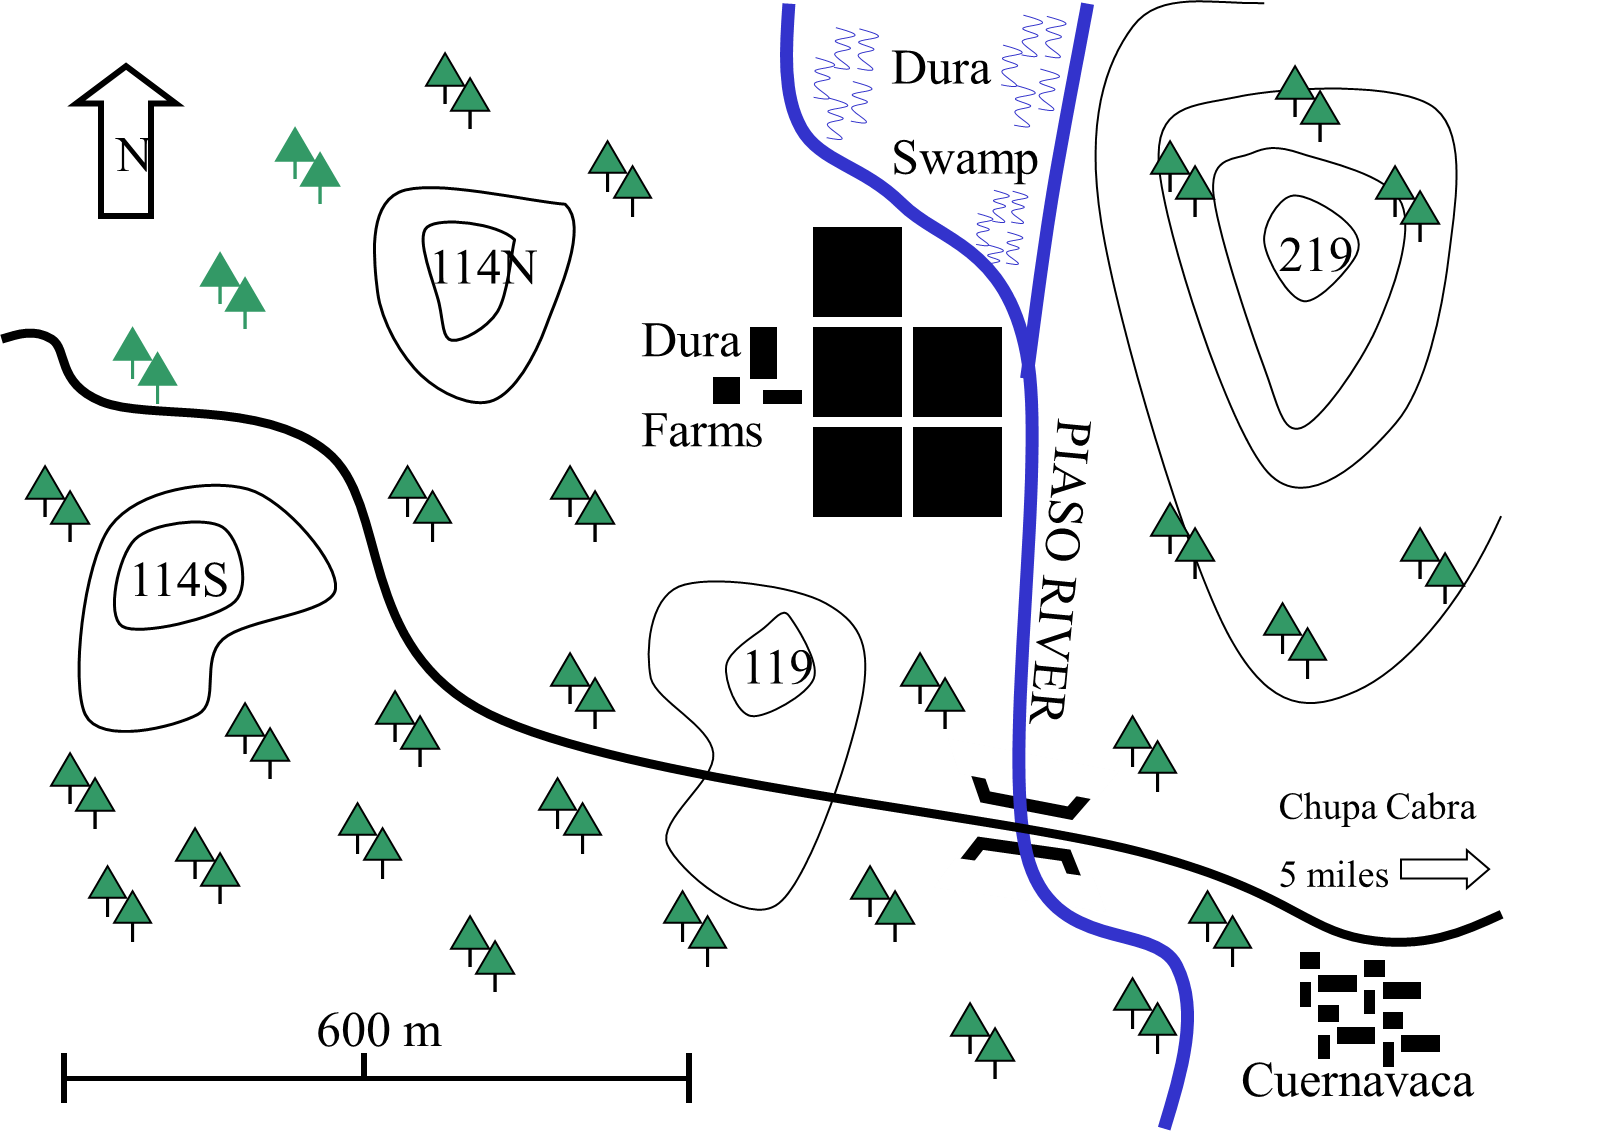 Dura
Swamp
N
114N
219
Dura
Farms
PIASO RIVER
114S
119
Chupa Cabra
5 miles
600 m
Cuernavaca